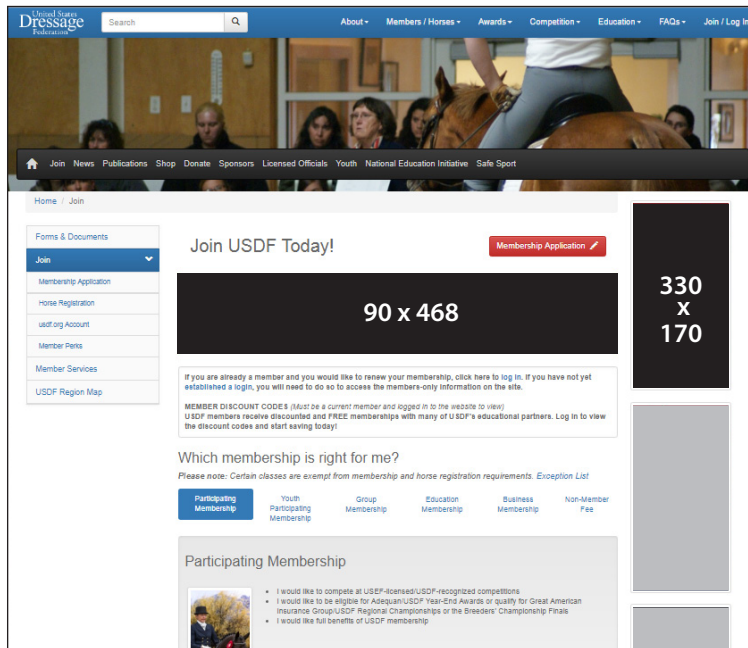 United States
Dressage
Federation
Search
About
Members / Horses
Awards
Competition
Education
FAQs
Join / Log In
Join News Publications Shop Donate Sponsors Licensed Officials Youth National Education Initiative Safe Sport
Home / Join
Forms & Documents
Join
Membership Application
Horse Registration
usdf.org Account
Member Perks
Member Services
USDF Region Map
Join USDF Today!
Membership Application
90 x 468
If you are already a member and you would like to renew your membership, click here to log in. If you have not yet
established a login, you will need to do so to access the members-only information on the site.
MEMBER DISCOUNT CODES (Must be a current member and logged in to the website to view)
USDF members receive discounted and FREE memberships with many of USDF's educational partners. Log in to view
the discount codes and start saving today!
Which membership is right for me?
Please note: Certain classes are exempt from membership and horse registration requirements. Exception List
Participating
Membership
Youth
Participating
Membership
Group
Membership
Education
Membership
Business
Membership
Non-Member
Fee
Participating Membership
• I would like to compete at USEF-licensed/USDF-recognized competitions
• I would like to be eligible for Adequan/USDF Year-End Awards or qualify for Great American
Insurance Group/USDF Regional Championships or the Breeders' Championship Finals
• I would like full benefits of USDF membership
330
x
170